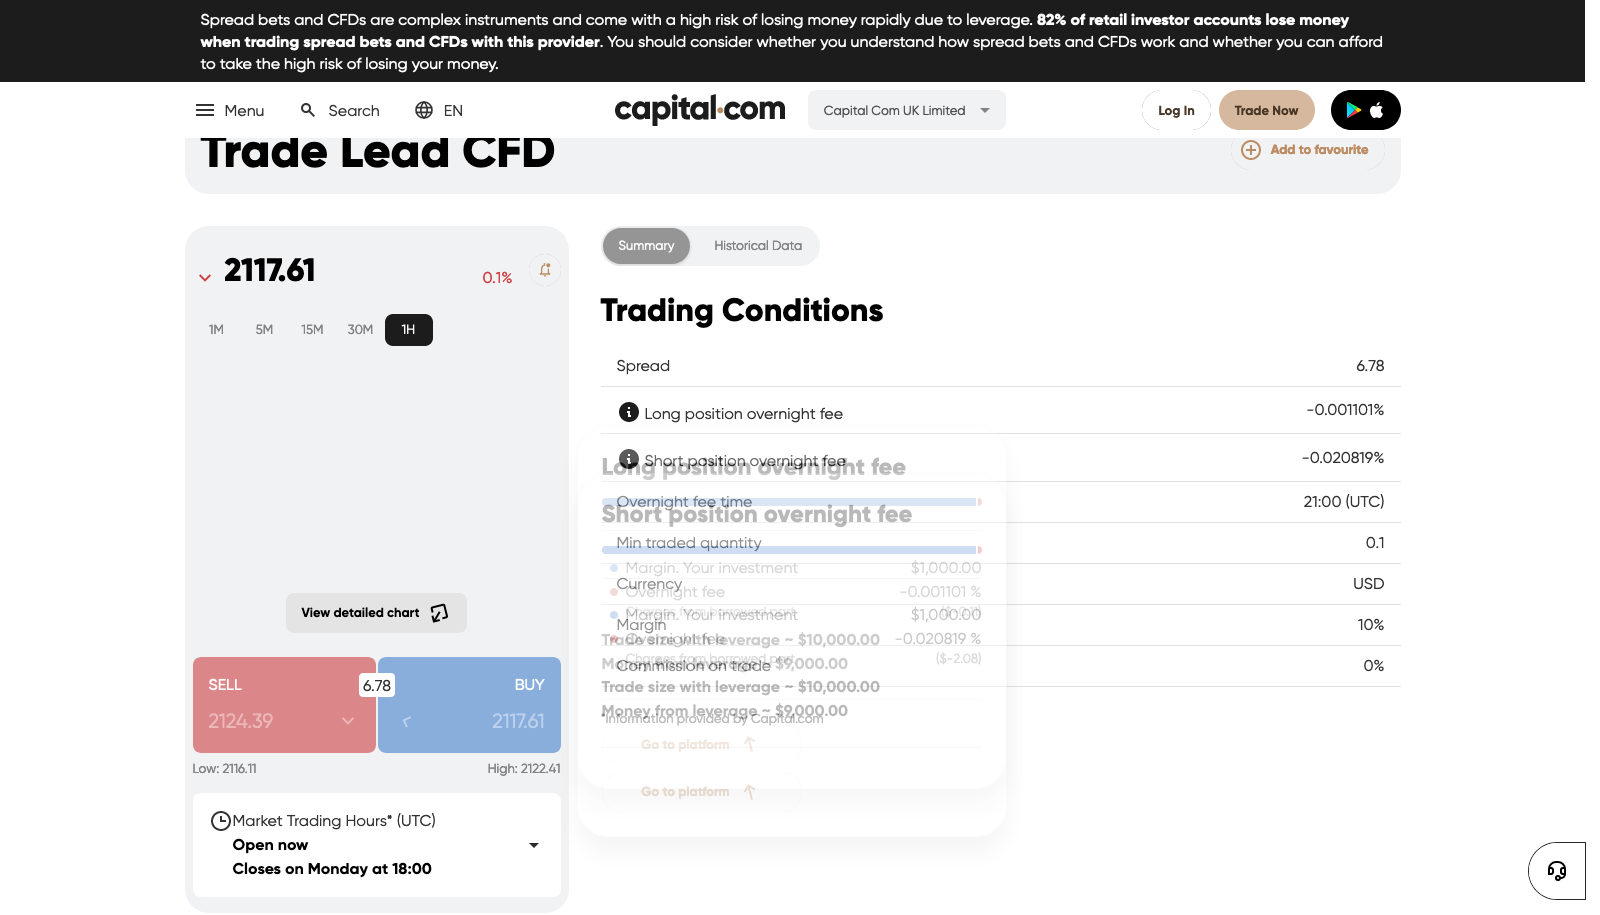 Spread bets and CFDs are complex instruments and come with a high risk of losing money rapidly due to leverage. 82% of retail investor accounts lose money
when trading spread bets and CFDs with this provider. You should consider whether you understand how spread bets and CFDs work and whether you can afford
to take the high risk of losing your money.
Menu
Search
EN
capital.com
Capital Com UK Limited
Log In
Trade Now
Trade Lead CFD
Add to favourite
2117.61
0.1%
1M 5M 15M 30M 1H
View detailed chart
SELL 6.78 BUY
2124.39 2117.61
Low: 2116.11 High: 2122.41
Market Trading Hours* (UTC)
Open now
Closes on Monday at 18:00
Summary Historical Data
Trading Conditions
Spread 6.78
Long position overnight fee -0.001101%
Short position overnight fee -0.020819%
Overnight fee time 21:00 (UTC)
Min traded quantity 0.1
Currency USD
Margin 10%
Commission on trade 0%
*Information provided by Capital.com
Long position overnight fee
Margin. Your investment $1,000.00
Overnight fee -0.001101 %
Charges from borrowed part
Trade size with leverage ~ $10,000.00
Money from leverage ~ $9,000.00
Go to platform
Short position overnight fee
Margin. Your investment $1,000.00
Overnight fee -0.020819 %
Charges from borrowed part ($-2.08)
Trade size with leverage ~ $10,000.00
Money from leverage ~ $9,000.00
Go to platform